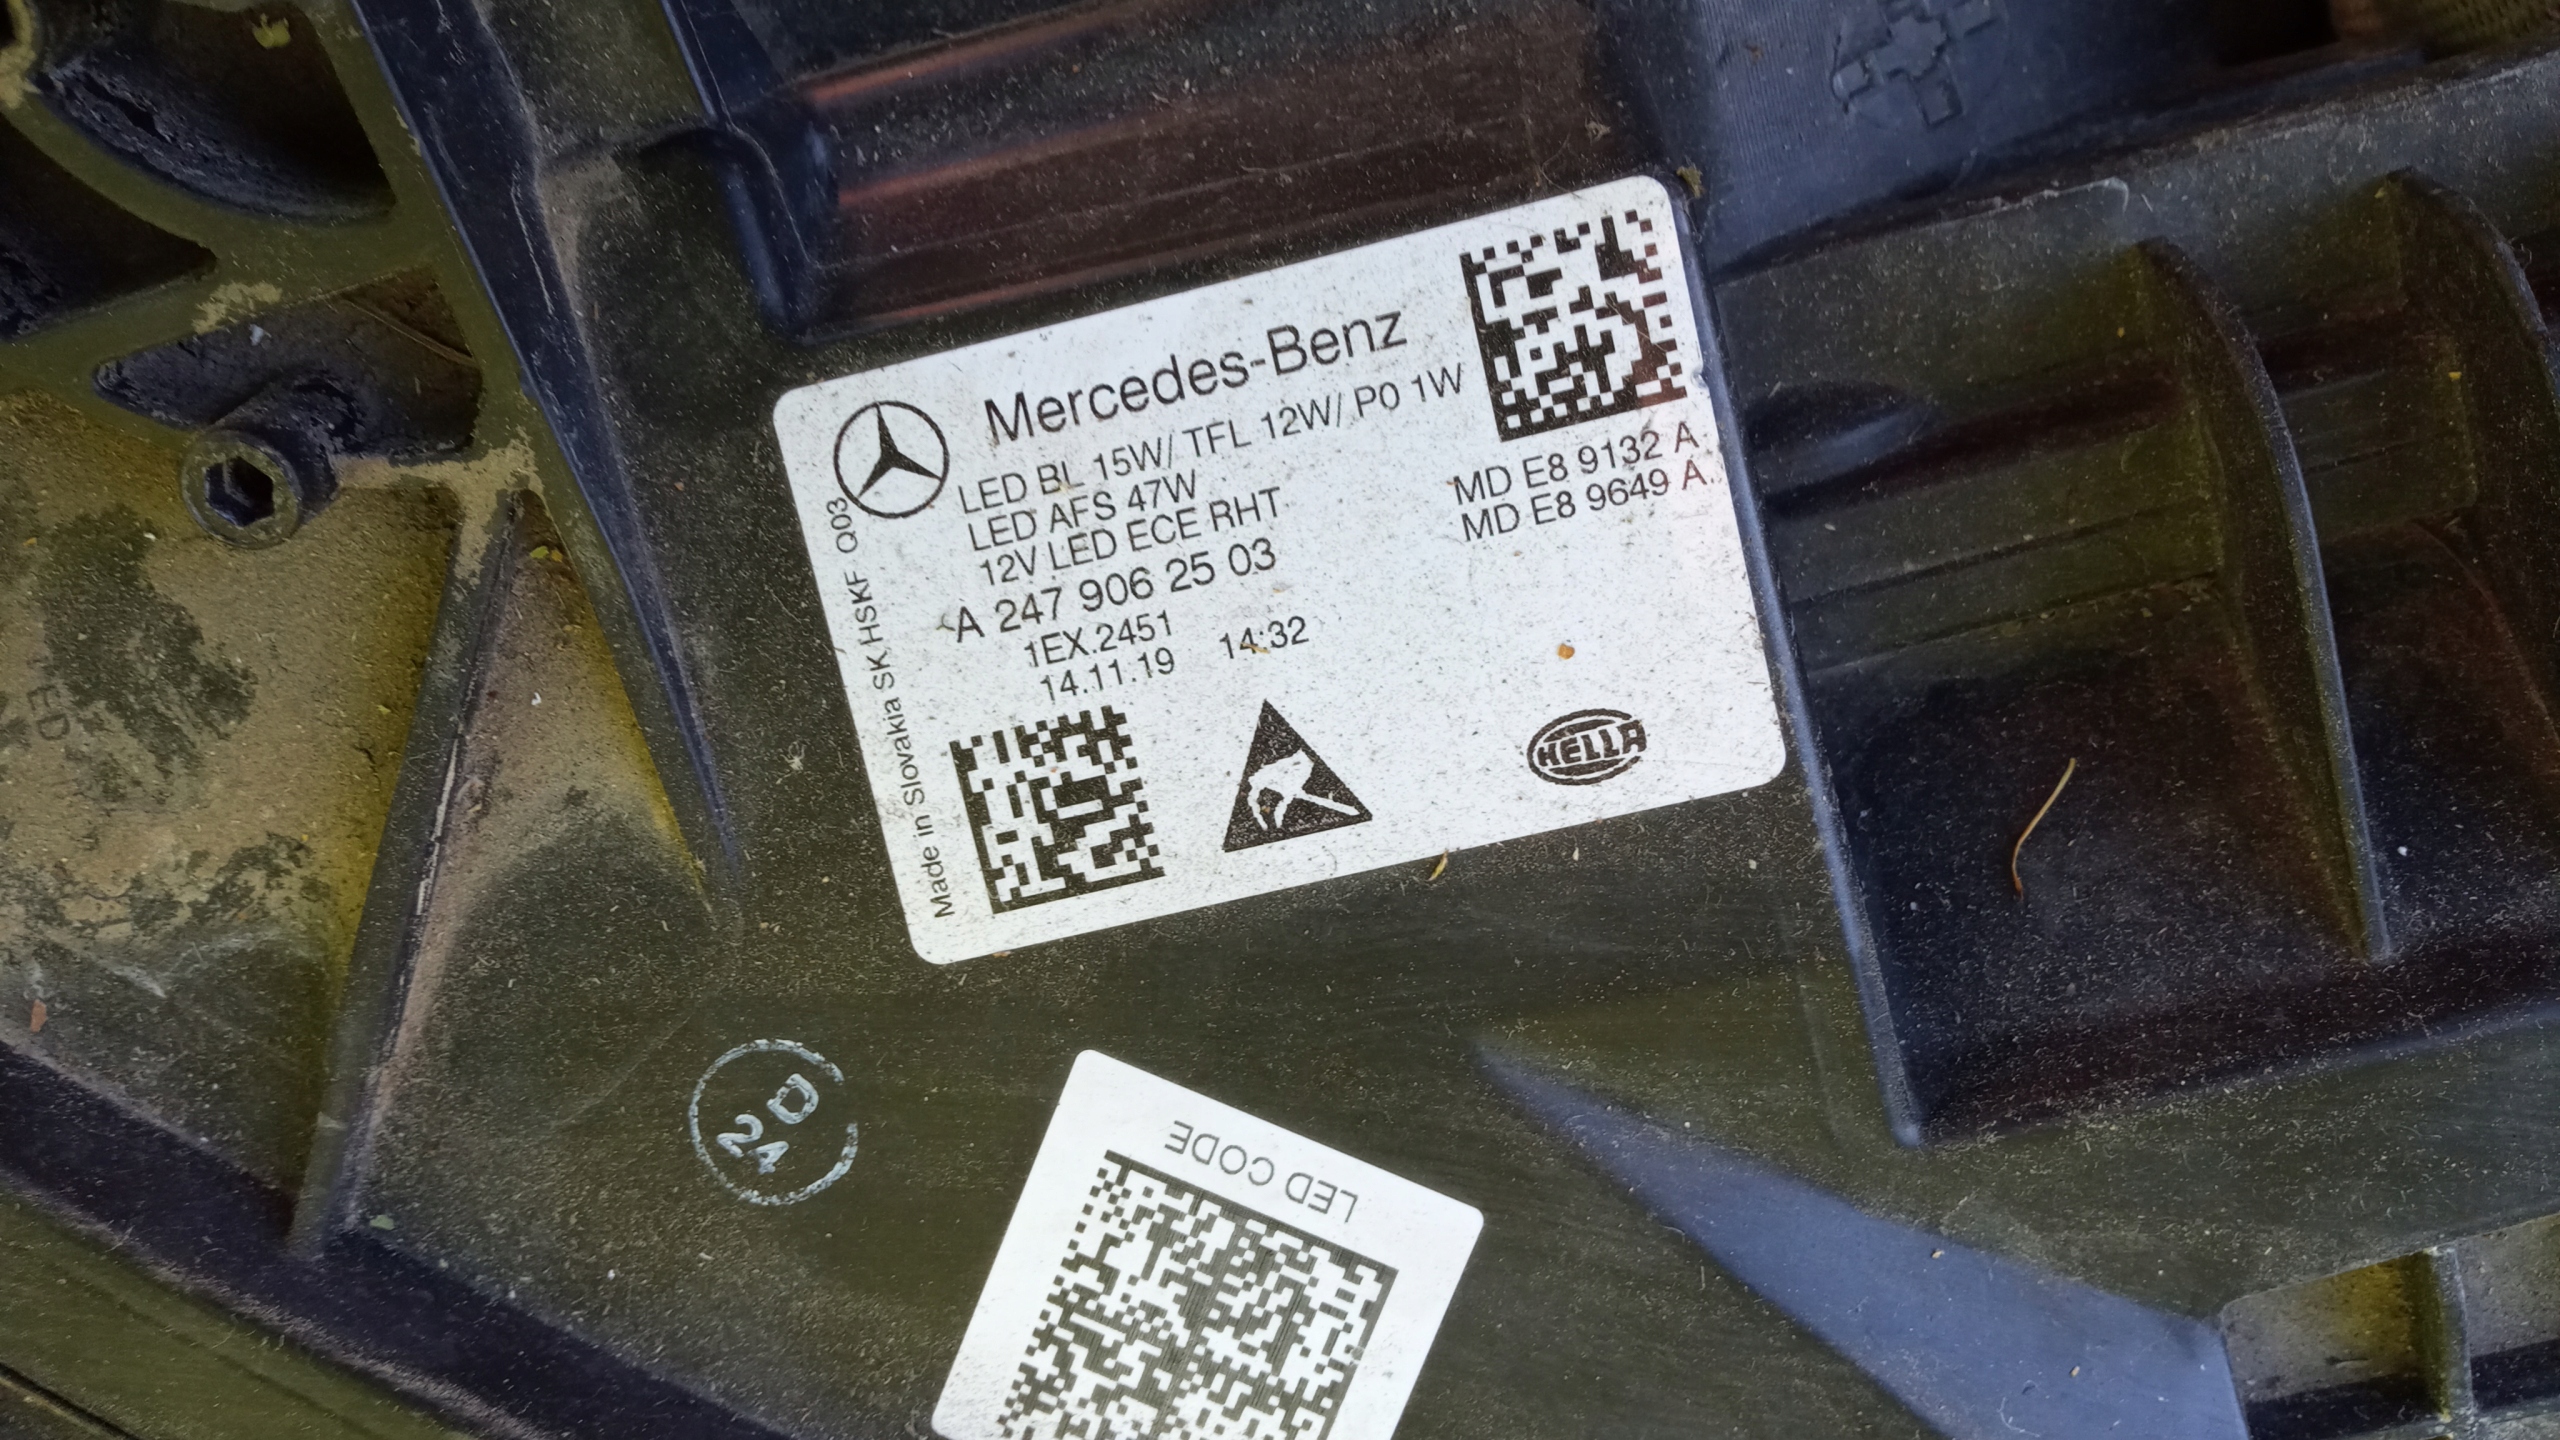 Mercedes-Benz
LED BL 15W/ TFL 12W/ P0 1W
LED AFS 47W
12V LED ECE RHT
A 247 906 25 03
1EX.2451
14.11.19 14:32
MD E8 9132 A
MD E8 9649 A
Made in Slovakia SK HSKF Q03
HELLA
D
2A
LED CODE